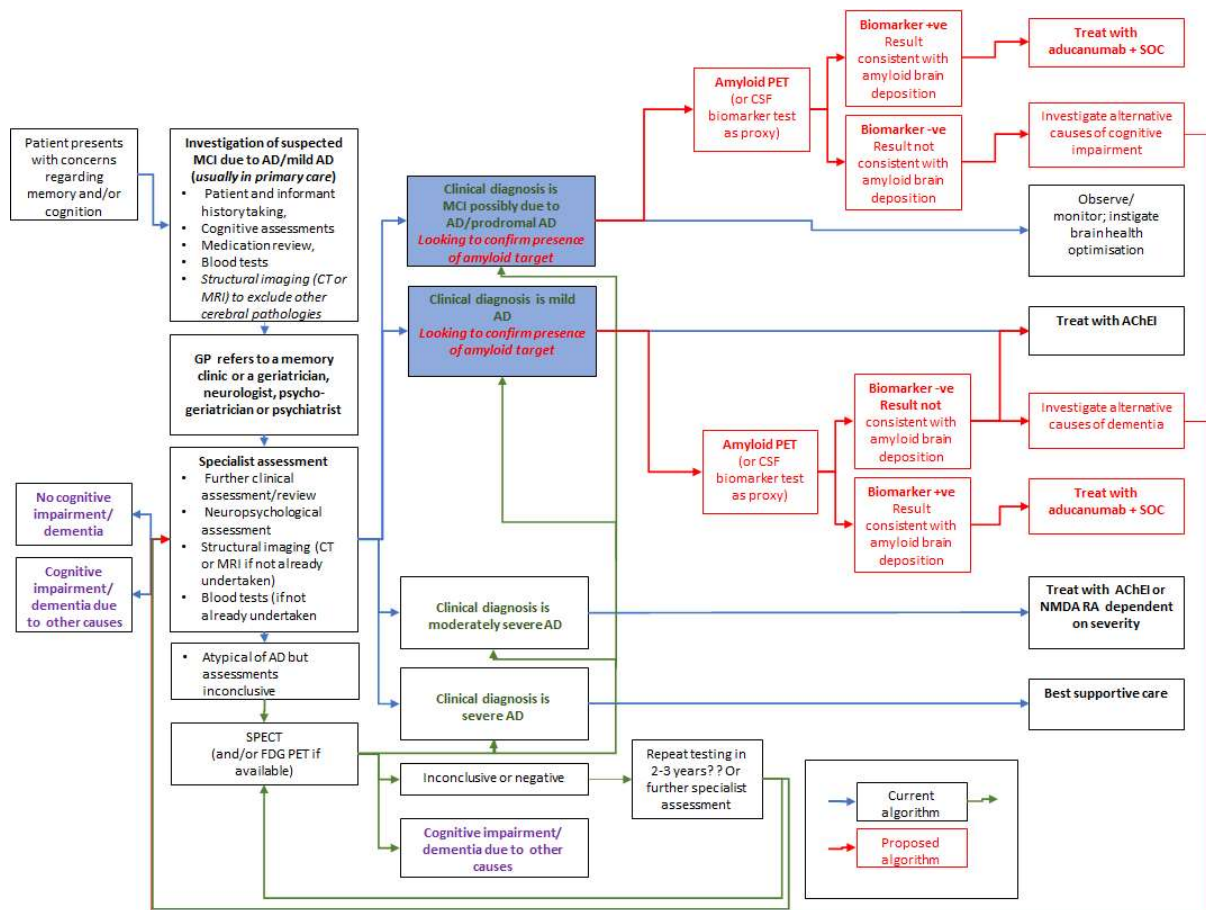 Patient presents
with concerns
regarding
memory and/or
cognition
Investigation of suspected
MCI due to AD/mild AD
(usually in primary care)
• Patient and informant
history taking,
• Cognitive assessments
• Medication review,
• Blood tests
• Structural imaging (CT or
MRI) to exclude other
cerebral pathologies
GP refers to a memory
clinic or a geriatrician,
neurologist, psycho-
geriatrician or psychiatrist
Specialist assessment
• Further clinical
assessment/review
• Neuropsychological
assessment
• Structural imaging (CT
or MRI if not already
undertaken)
• Blood tests (if not
already undertaken
No cognitive
impairment/
dementia
Cognitive
impairment/
dementia due
to other causes
• Atypical of AD but
assessments
inconclusive
SPECT
(and/or FDG PET if
available)
Clinical diagnosis is
MCI possibly due to
AD/prodromal AD
Looking to confirm presence
of amyloid target
Clinical diagnosis is mild
AD
Looking to confirm presence
of amyloid target
Clinical diagnosis is
moderately severe AD
Clinical diagnosis is
severe AD
Inconclusive or negative
Cognitive impairment/
dementia due to other
causes
Repeat testing in
2-3 years?? Or
further specialist
assessment
Amyloid PET
(or CSF
biomarker test
as proxy)
Biomarker +ve
Result
consistent with
amyloid brain
deposition
Biomarker -ve
Result not
consistent with
amyloid brain
deposition
Treat with
aducanumab + SOC
Investigate alternative
causes of cognitive
impairment
Observe/
monitor; instigate
brain health
optimisation
Treat with AChEI
Amyloid PET
(or CSF
biomarker test
as proxy)
Biomarker -ve
Result not
consistent with
amyloid brain
deposition
Biomarker +ve
Result
consistent with
amyloid brain
deposition
Investigate alternative
causes of dementia
Treat with
aducanumab + SOC
Treat with AChEI or
NMDA RA dependent
on severity
Best supportive care
Current
algorithm
Proposed
algorithm